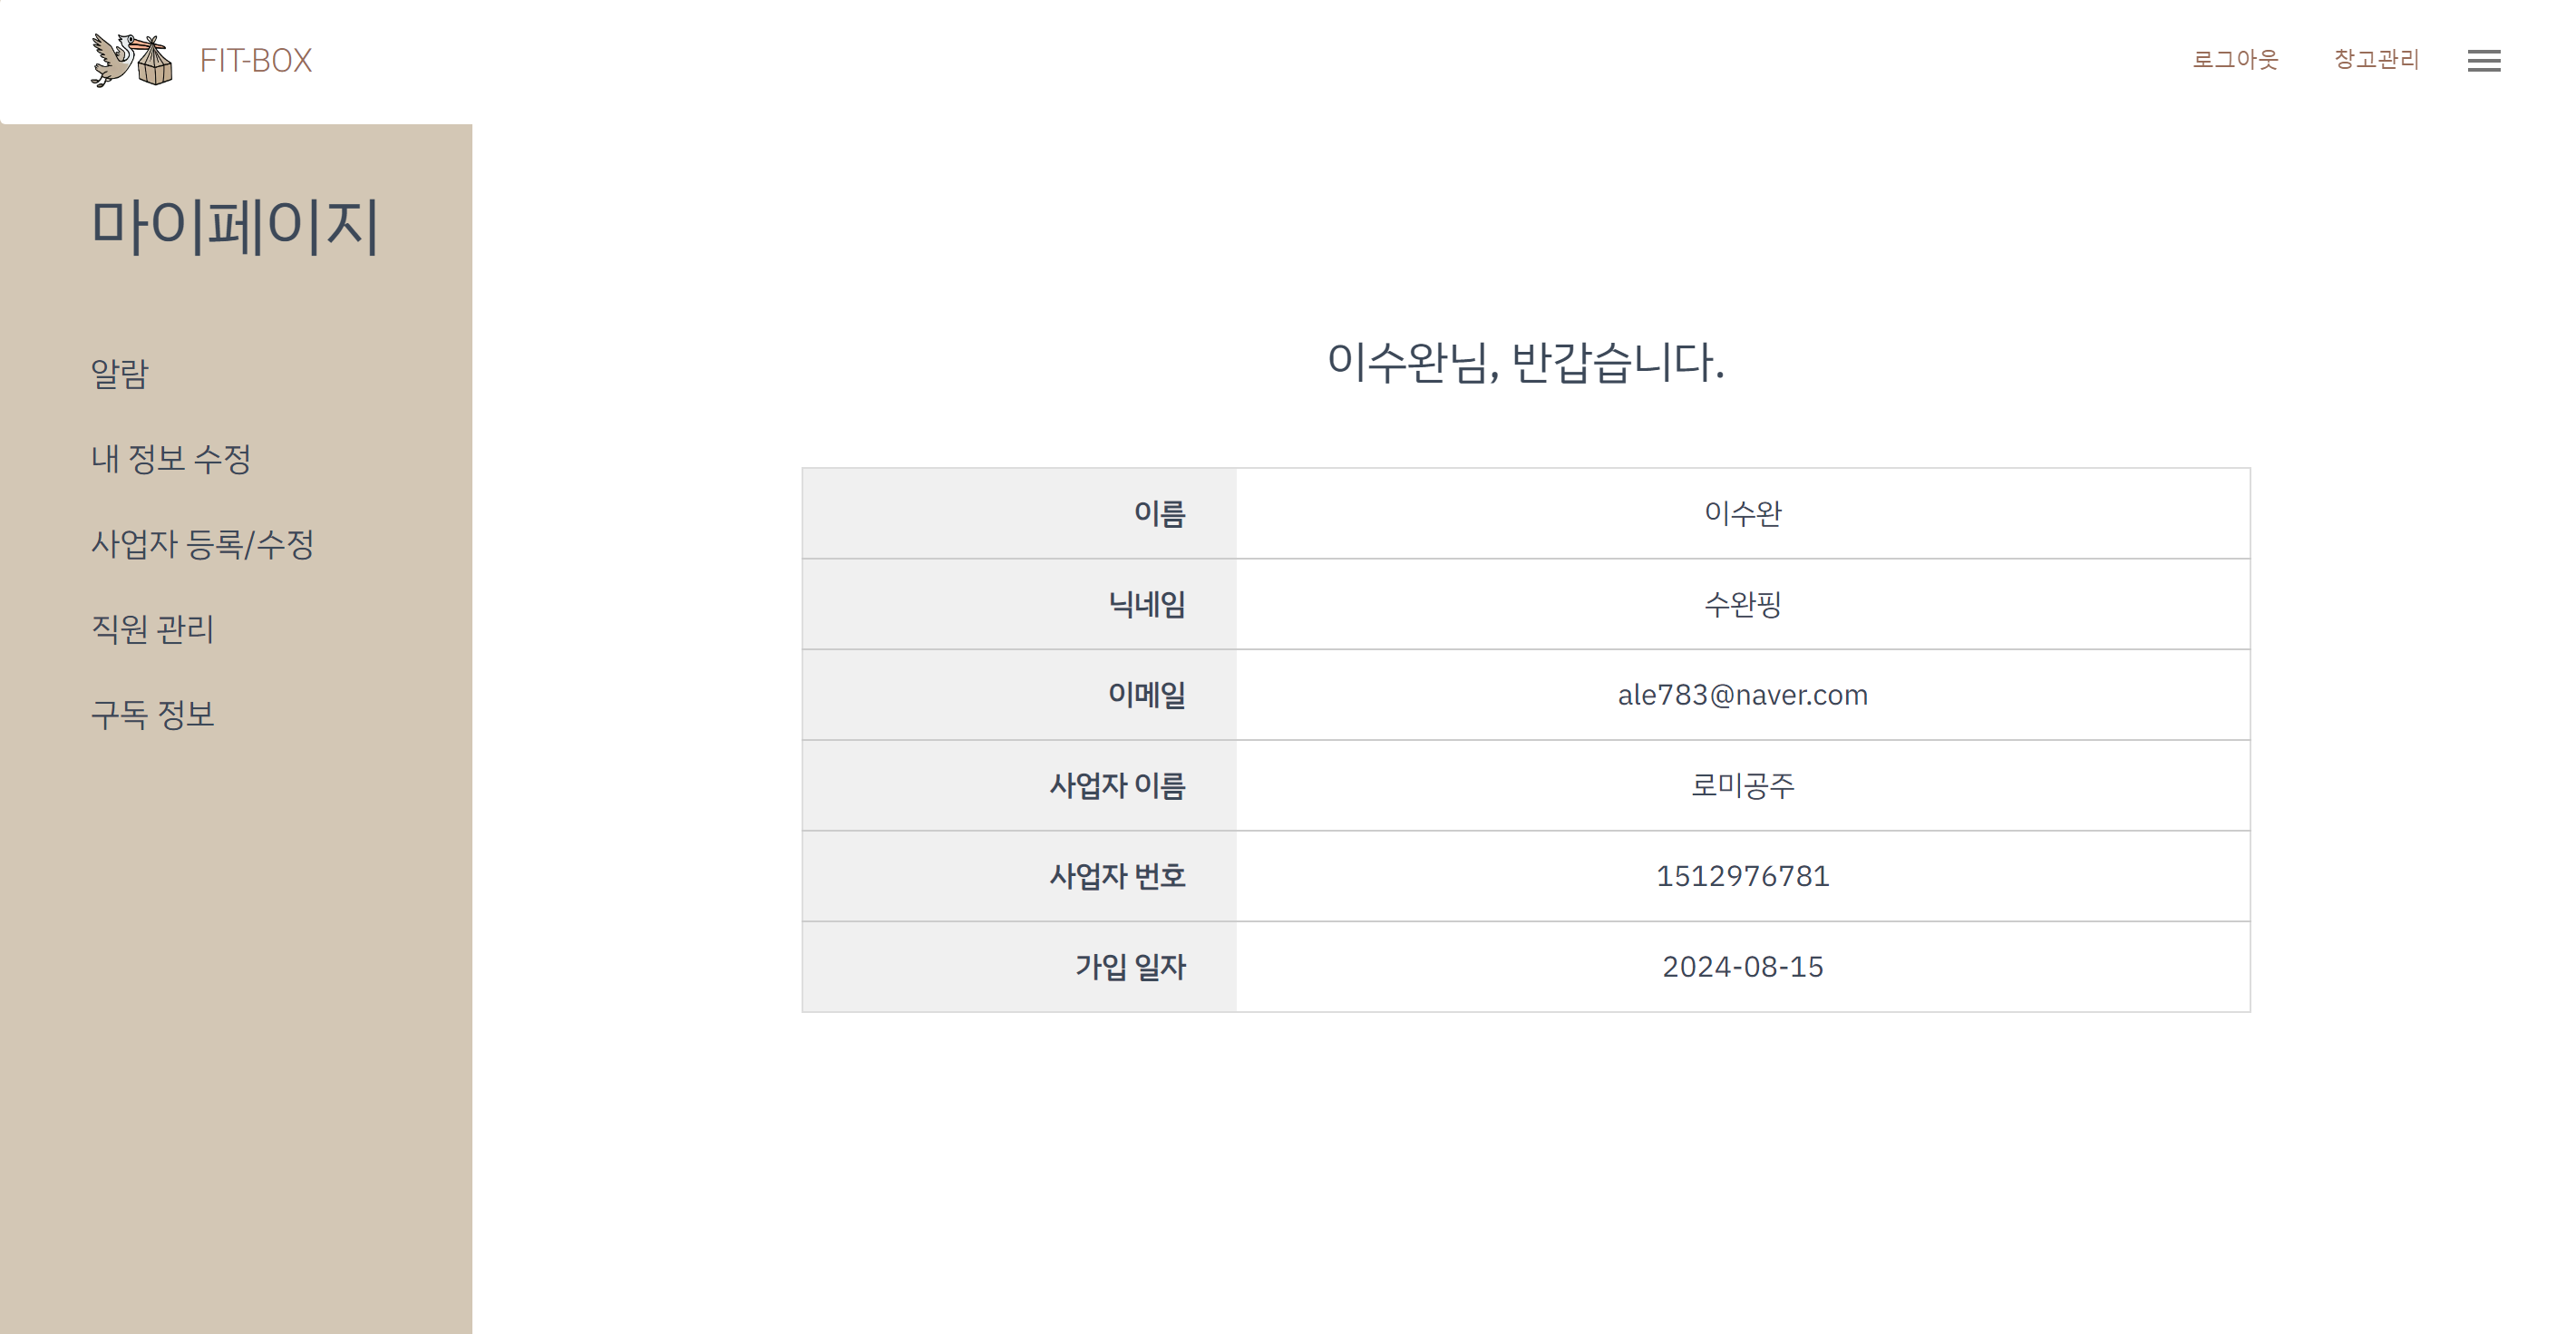 FIT-BOX
로그아웃 창고관리
마이페이지
알람
내 정보 수정
사업자 등록/수정
직원 관리
구독 정보
이수완님, 반갑습니다.
이름 이수완
닉네임 수완핑
이메일 ale783@naver.com
사업자 이름 로미공주
사업자 번호 1512976781
가입 일자 2024-08-15